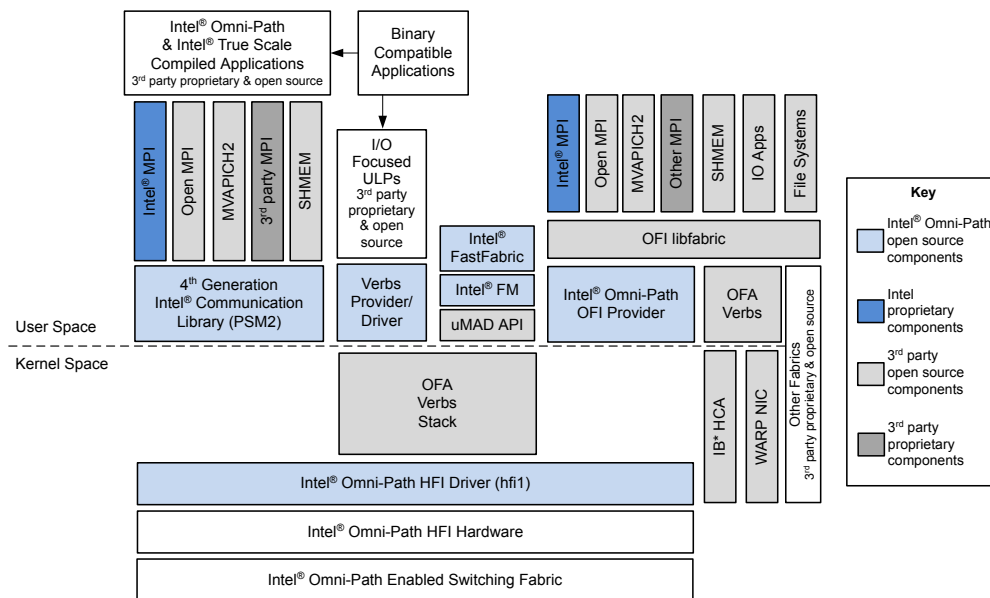 Intel® Omni-Path
& Intel® True Scale
Compiled Applications
3rd party proprietary & open source
Binary
Compatible
Applications
Intel® MPI
Open MPI
MVAPICH2
3rd party MPI
SHMEM
I/O
Focused
ULPs
3rd party
proprietary
& open
source
Intel® MPI
Open MPI
MVAPICH2
Other MPI
SHMEM
IO Apps
File Systems
OFI libfabric
Intel®
FastFabric
Intel® FM
uMAD API
4th Generation
Intel® Communication
Library (PSM2)
Verbs
Provider/
Driver
Intel® Omni-Path
OFI Provider
OFA
Verbs
Other Fabrics
3rd party proprietary & open source
User Space
Kernel Space
OFA
Verbs
Stack
IB* HCA
WARP NIC
Intel® Omni-Path HFI Driver (hfi1)
Intel® Omni-Path HFI Hardware
Intel® Omni-Path Enabled Switching Fabric
Key
Intel® Omni-Path
open source
components
Intel
proprietary
components
3rd party
open source
components
3rd party
proprietary
components